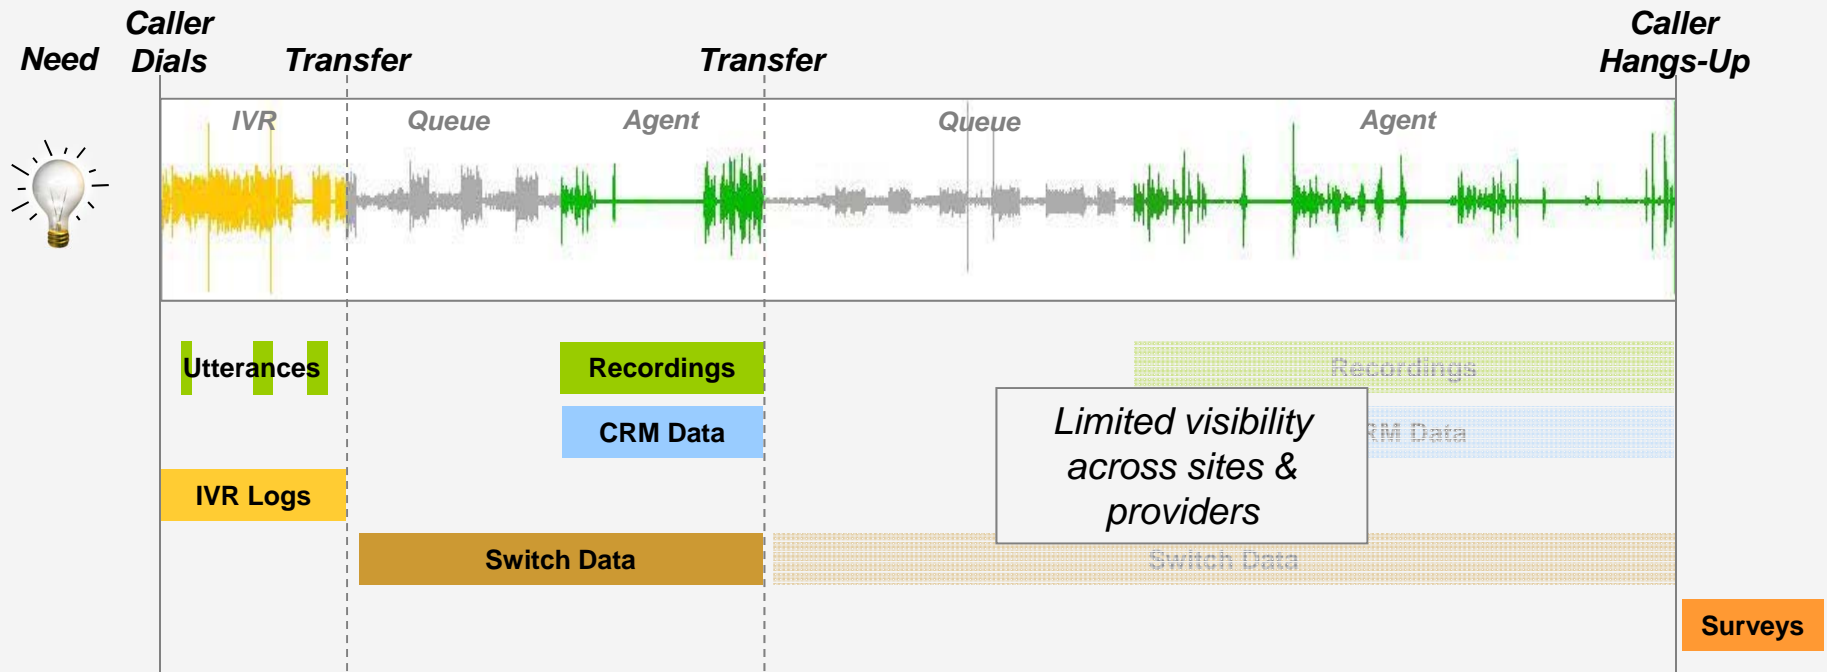 Caller
Dials
Need
Transfer
Transfer
Caller
Hangs-Up
IVR
Queue
Agent
Queue
Agent
Utterances
Recordings
Recordings
CRM Data
Limited visibility
across sites &
providers
Data
IVR Logs
Switch Data
Switch Data
Surveys